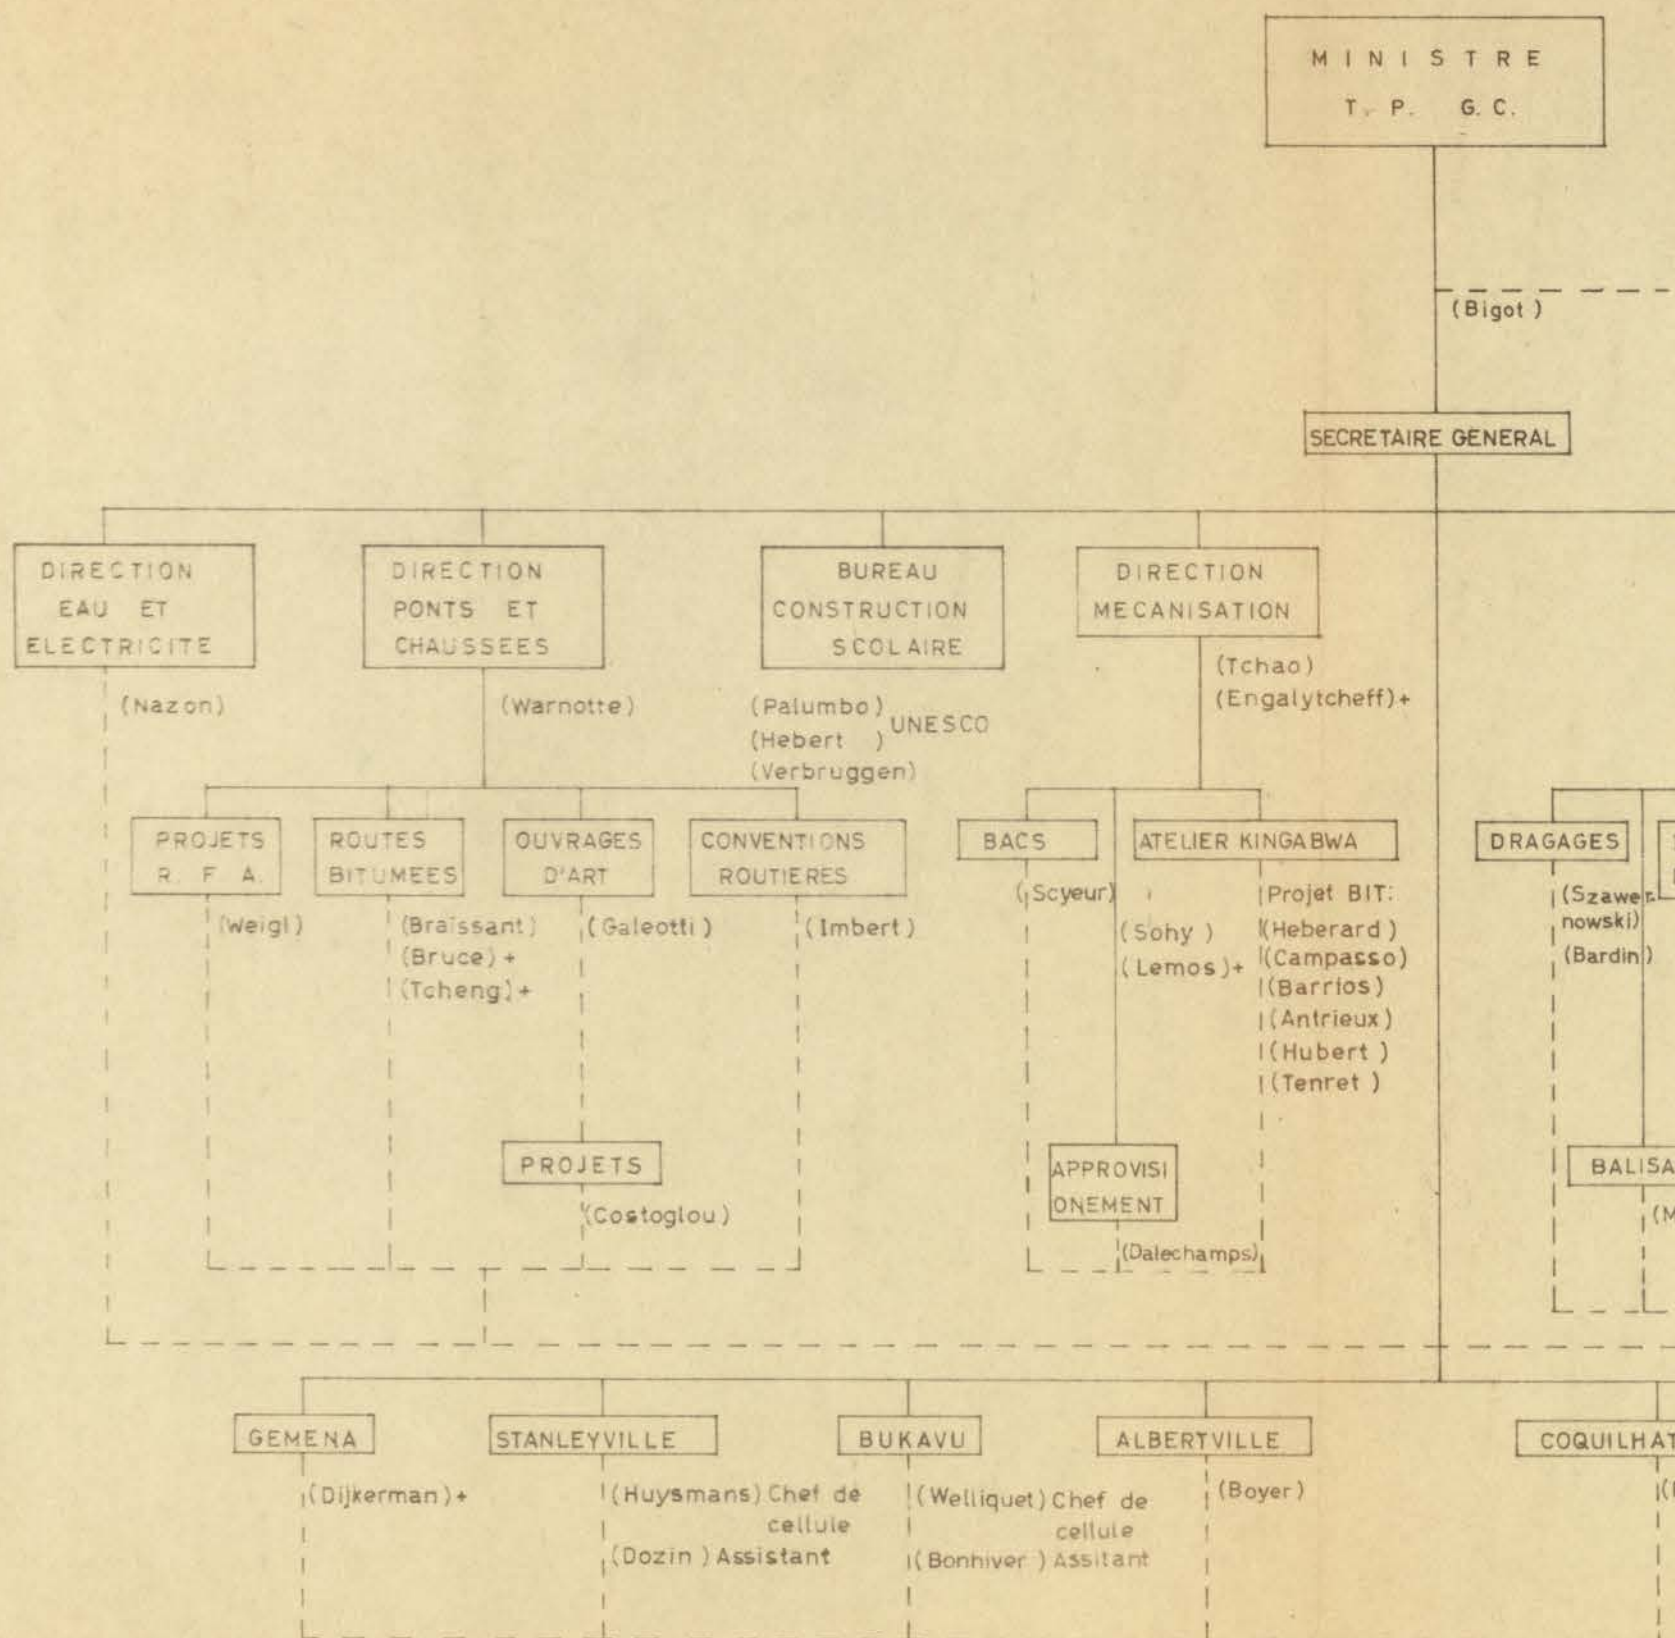 MINISTRE
T. P. G. C.
(Bigot)
SECRETAIRE GENERAL
DIRECTION
EAU ET
ELECTRICITE
(Nazon)
DIRECTION
PONTS ET
CHAUSSEES
(Warnotte)
BUREAU
CONSTRUCTION
SCOLAIRE
(Palumbo)
(Hebert) UNESCO
(Verbruggen)
DIRECTION
MECANISATION
(Tchao)
(Engalytcheff)+
PROJETS
R. F. A.
(Weigl)
ROUTES
BITUMEES
(Braissant)
(Bruce)+
(Tcheng)+
OUVRAGES
D'ART
(Galeotti)
CONVENTIONS
ROUTIERES
(Imbert)
BACS
(Scyeur)
(Sohy)
(Lemos)+
ATELIER KINGABWA
Projet BIT:
(Heberard)
(Campasso)
(Barrios)
(Antrieux)
(Hubert)
(Tenret)
DRAGAGES
(Szawer-
nowski)
(Bardin)
PROJETS
(Costoglou)
APPROVISI
ONEMENT
(Dalechamps)
BALISA
(M
GEMENA
(Dijkerman)+
STANLEYVILLE
(Huysmans) Chef de
cellule
(Dozin) Assistant
BUKAVU
(Welliquet) Chef de
cellule
(Bonhiver) Assitant
ALBERTVILLE
(Boyer)
COQUILHAT